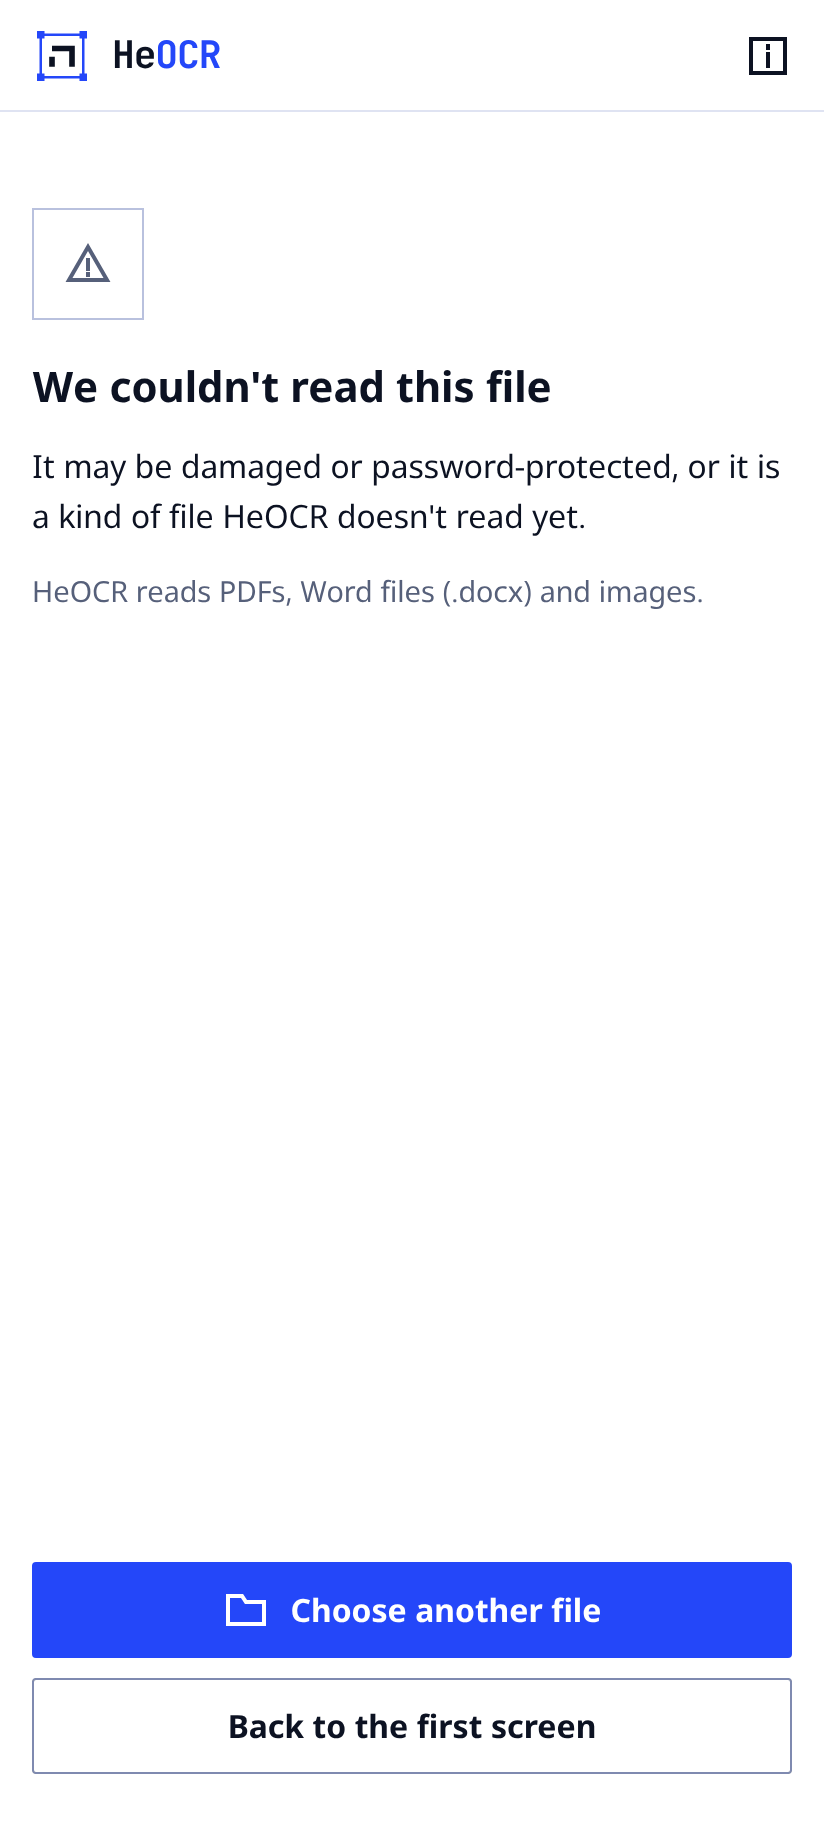 HeOCR
We couldn't read this file
It may be damaged or password-protected, or it is
a kind of file HeOCR doesn't read yet.
HeOCR reads PDFs, Word files (.docx) and images.
Choose another file
Back to the first screen